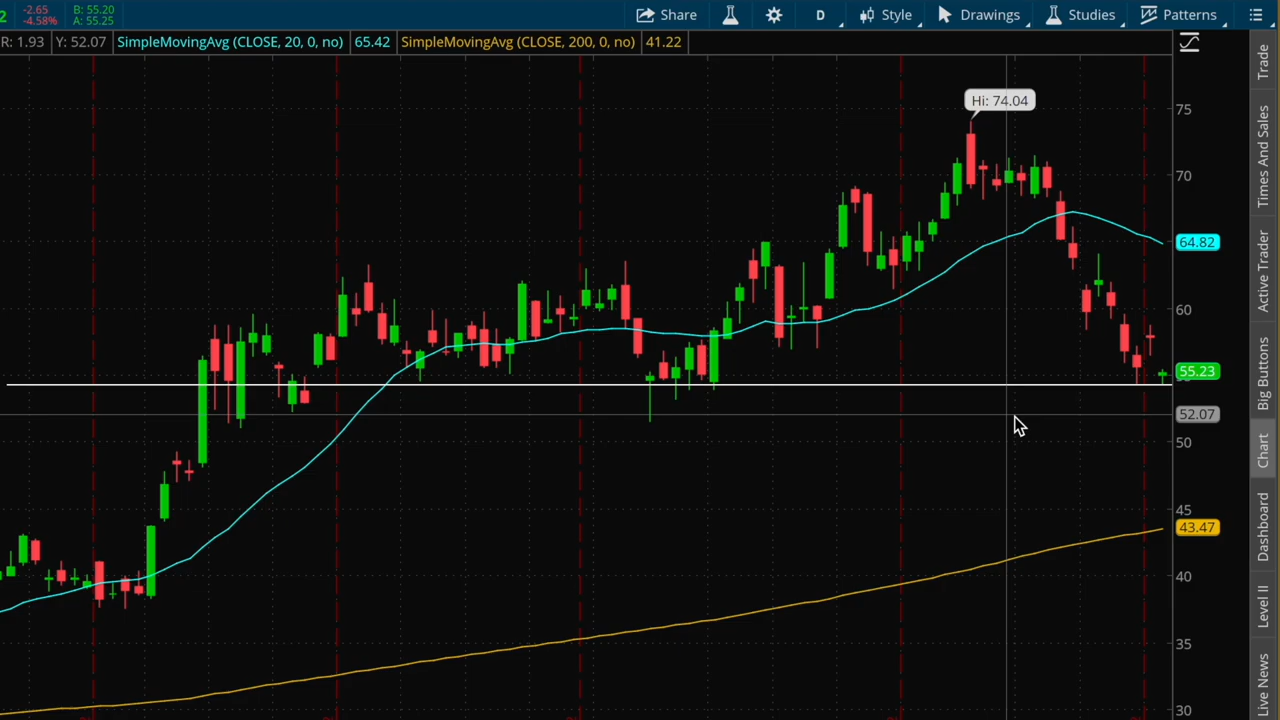 2
-2.65
-4.58%
B: 55.20
A: 55.25
Share
D
Style
Drawings
Studies
Patterns
R: 1.93 Y: 52.07 SimpleMovingAvg (CLOSE, 20, 0, no) 65.42 SimpleMovingAvg (CLOSE, 200, 0, no) 41.22
Hi: 74.04
75
70
64.82
60
55.23
52.07
50
45
43.47
40
35
30
Trade
Times And Sales
Active Trader
Big Buttons
Chart
Dashboard
Level II
Live News